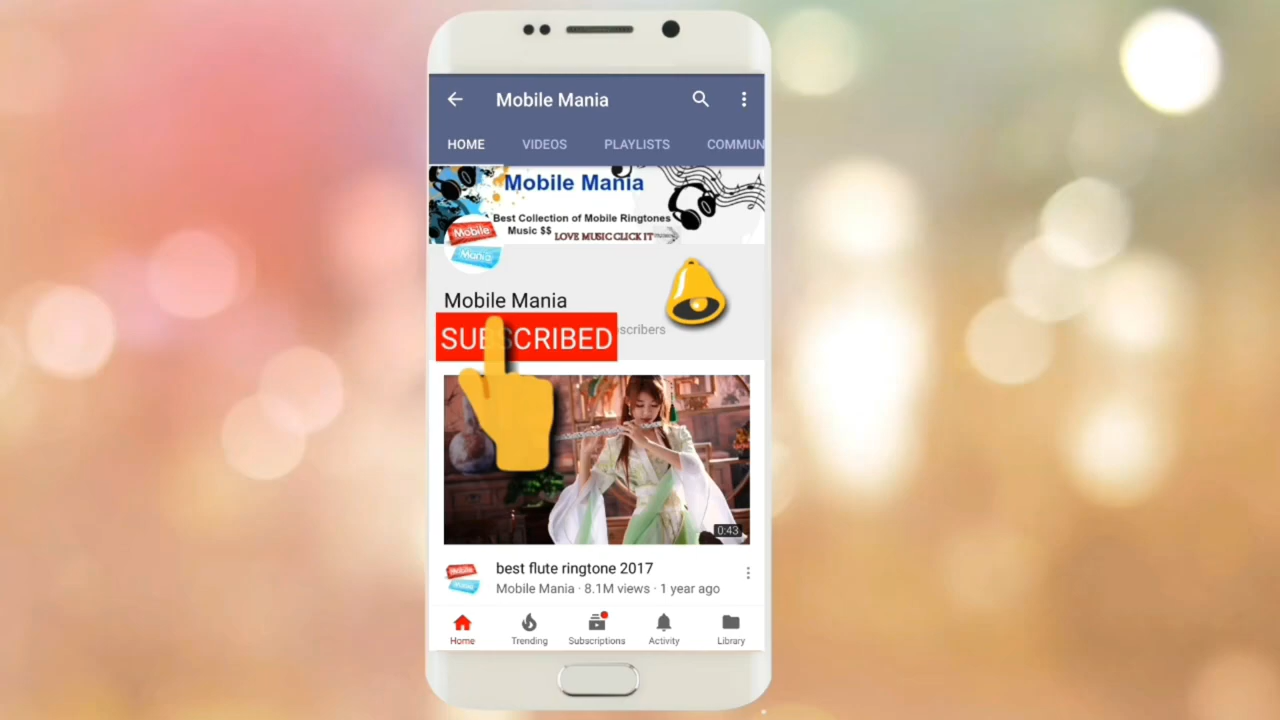 Mobile Mania
HOME VIDEOS PLAYLISTS COMMUN
Mobile Mania
Best Collection of Mobile Ringtones
Music $$ LOVE MUSIC CLICK IT
Mobile
Mania
Mobile Mania
SUBSCRIBED scribers
0:43
best flute ringtone 2017
Mobile Mania · 8.1M views · 1 year ago
Home Trending Subscriptions Activity Library